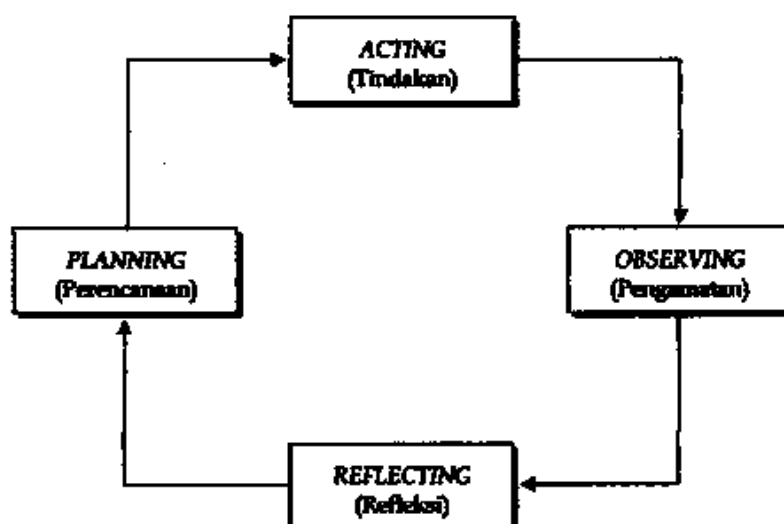 ACTING
(Tindakan)
PLANNING
(Perencanaan)
OBSERVING
(Pengamatan)
REFLECTING
(Refleksi)